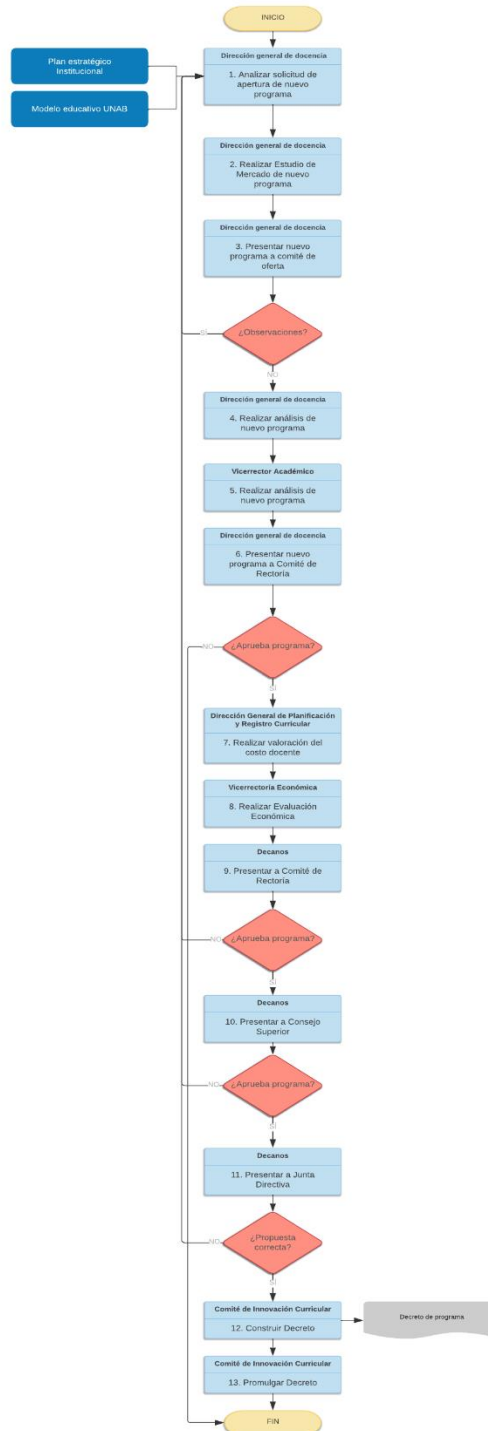 INICIO
Plan estratégico
Institucional
Modelo educativo UNAB
Dirección general de docencia
1. Analizar solicitud de
apertura de nuevo
programa
Dirección general de docencia
2. Realizar Estudio de
Mercado de nuevo
programa
Dirección general de docencia
3. Presentar nuevo
programa a comité de
oferta
¿Observaciones?
SÍ
NO
Dirección general de docencia
4. Realizar análisis de
nuevo programa
Vicerrector Académico
5. Realizar análisis de
nuevo programa
Dirección general de docencia
6. Presentar nuevo
programa a Comité de
Rectoría
¿Aprueba programa?
NO
SÍ
Dirección General de Planificación
y Registro Curricular
7. Realizar valoración del
costo docente
Vicerrectoría Económica
8. Realizar Evaluación
Económica
Decanos
9. Presentar a Comité de
Rectoría
¿Aprueba programa?
NO
SÍ
Decanos
10. Presentar a Consejo
Superior
¿Aprueba programa?
NO
SÍ
Decanos
11. Presentar a Junta
Directiva
¿Propuesta
correcta?
NO
SÍ
Comité de Innovación Curricular
12. Construir Decreto
Decreto de programa
Comité de Innovación Curricular
13. Promulgar Decreto
FIN